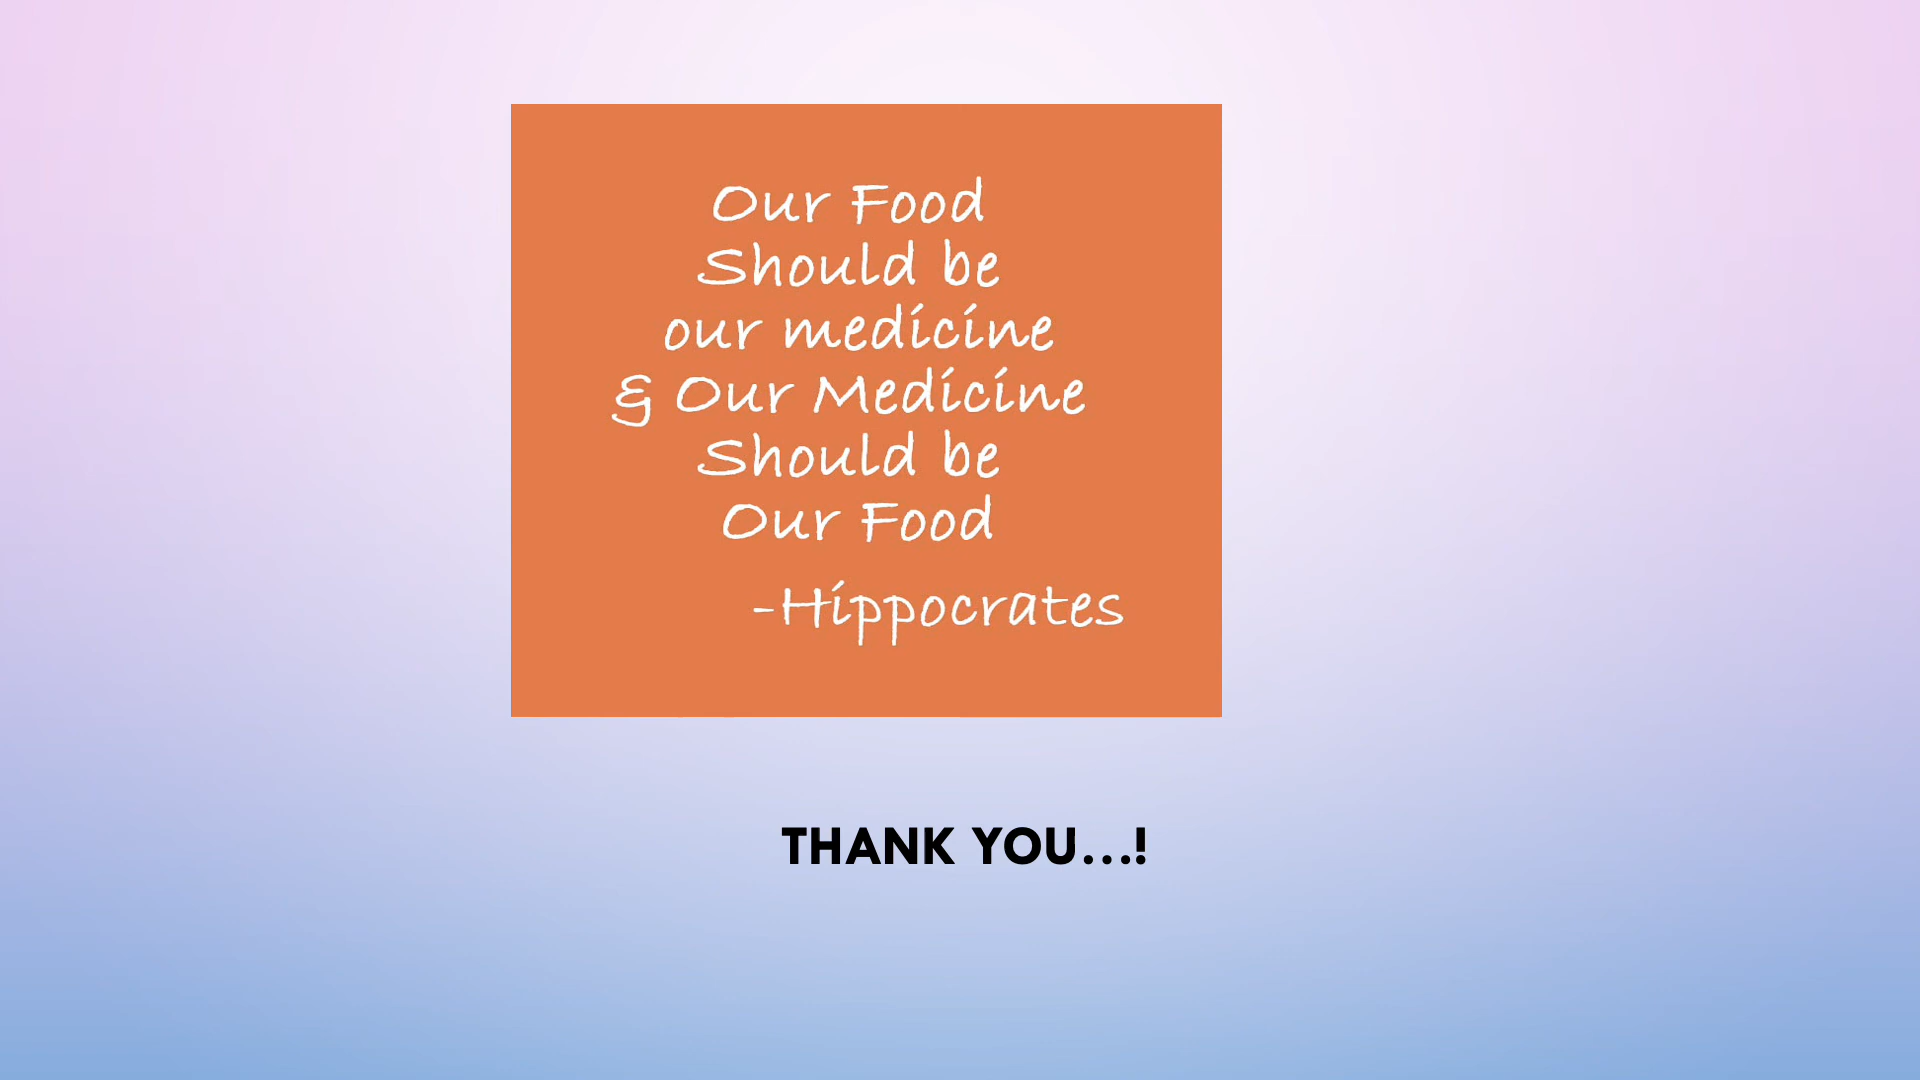 Our Food
Should be
our medicine
& Our Medicine
Should be
Our Food
-Hippocrates
THANK YOU...!